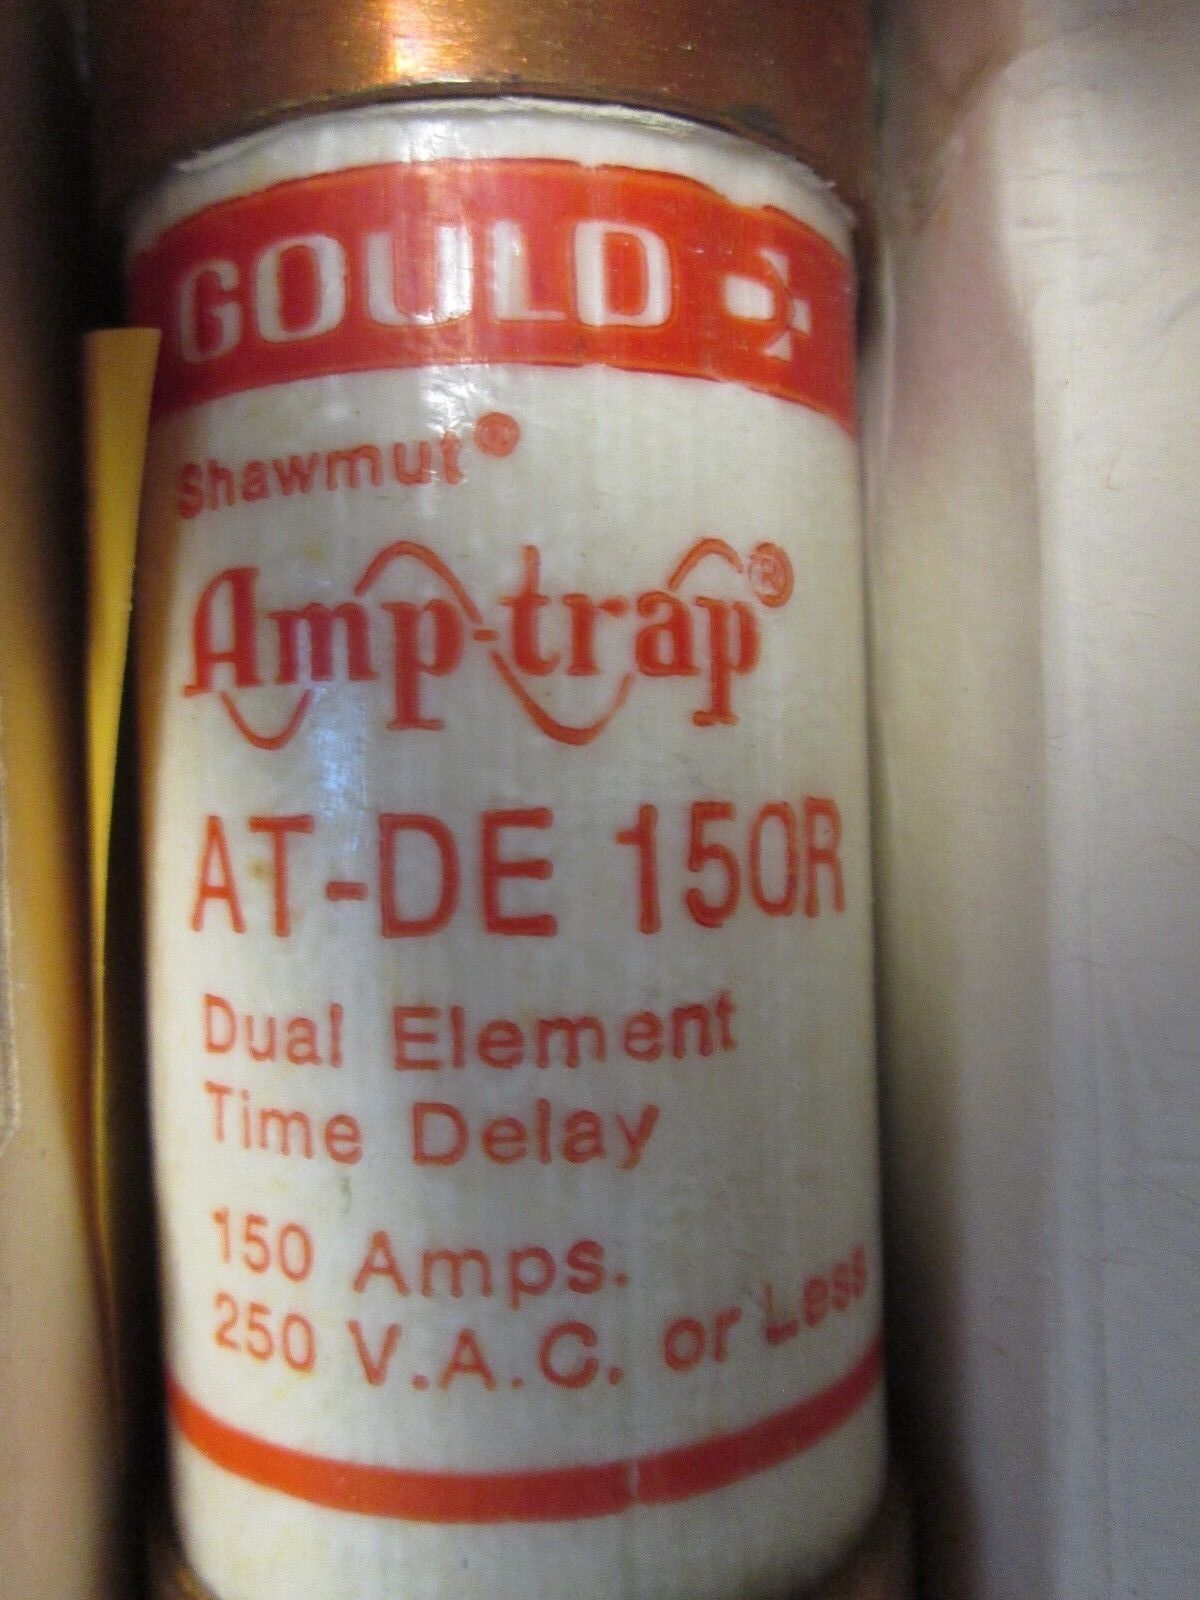 GOULD
Shawmut®
Amp-trap®
AT-DE 150R
Dual Element
Time Delay
150 Amps.
250 V.A.C. or Less